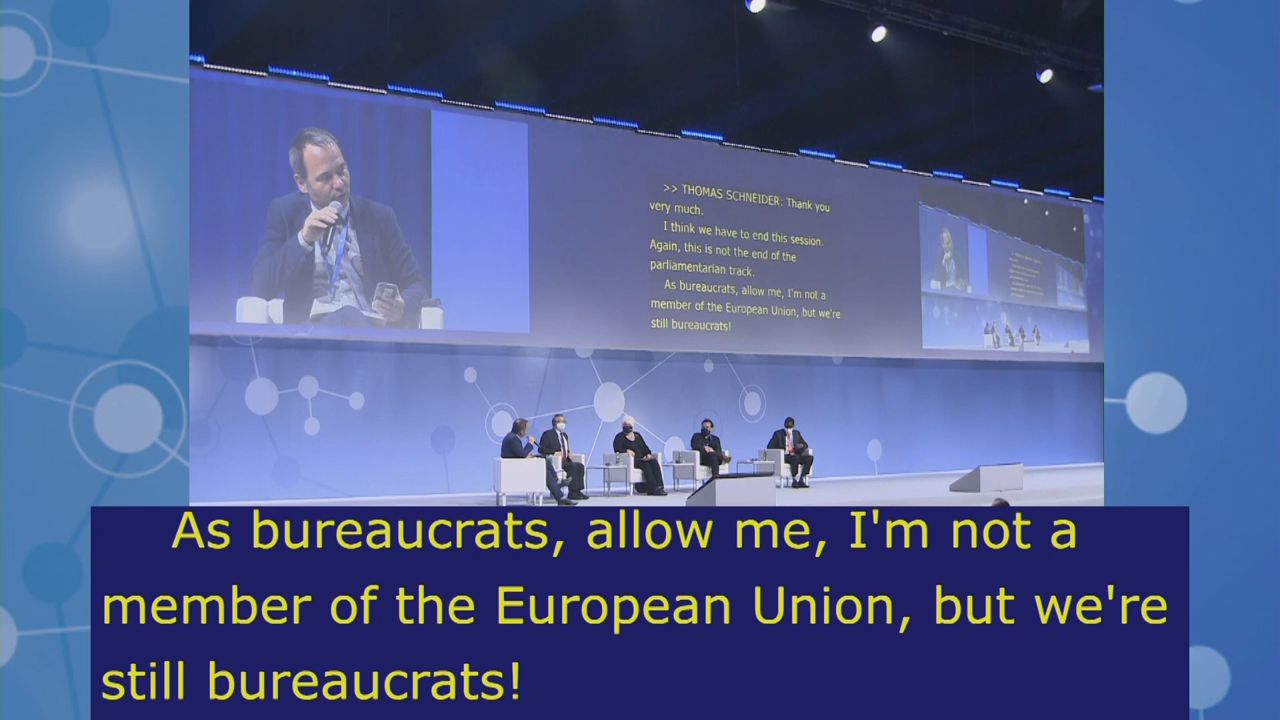 >> THOMAS SCHNEIDER: Thank you
very much.
I think we have to end this session.
Again, this is not the end of the
parliamentarian track.
As bureaucrats, allow me, I'm not a
member of the European Union, but we're
still bureaucrats!
As bureaucrats, allow me, I'm not a
member of the European Union, but we're
still bureaucrats!